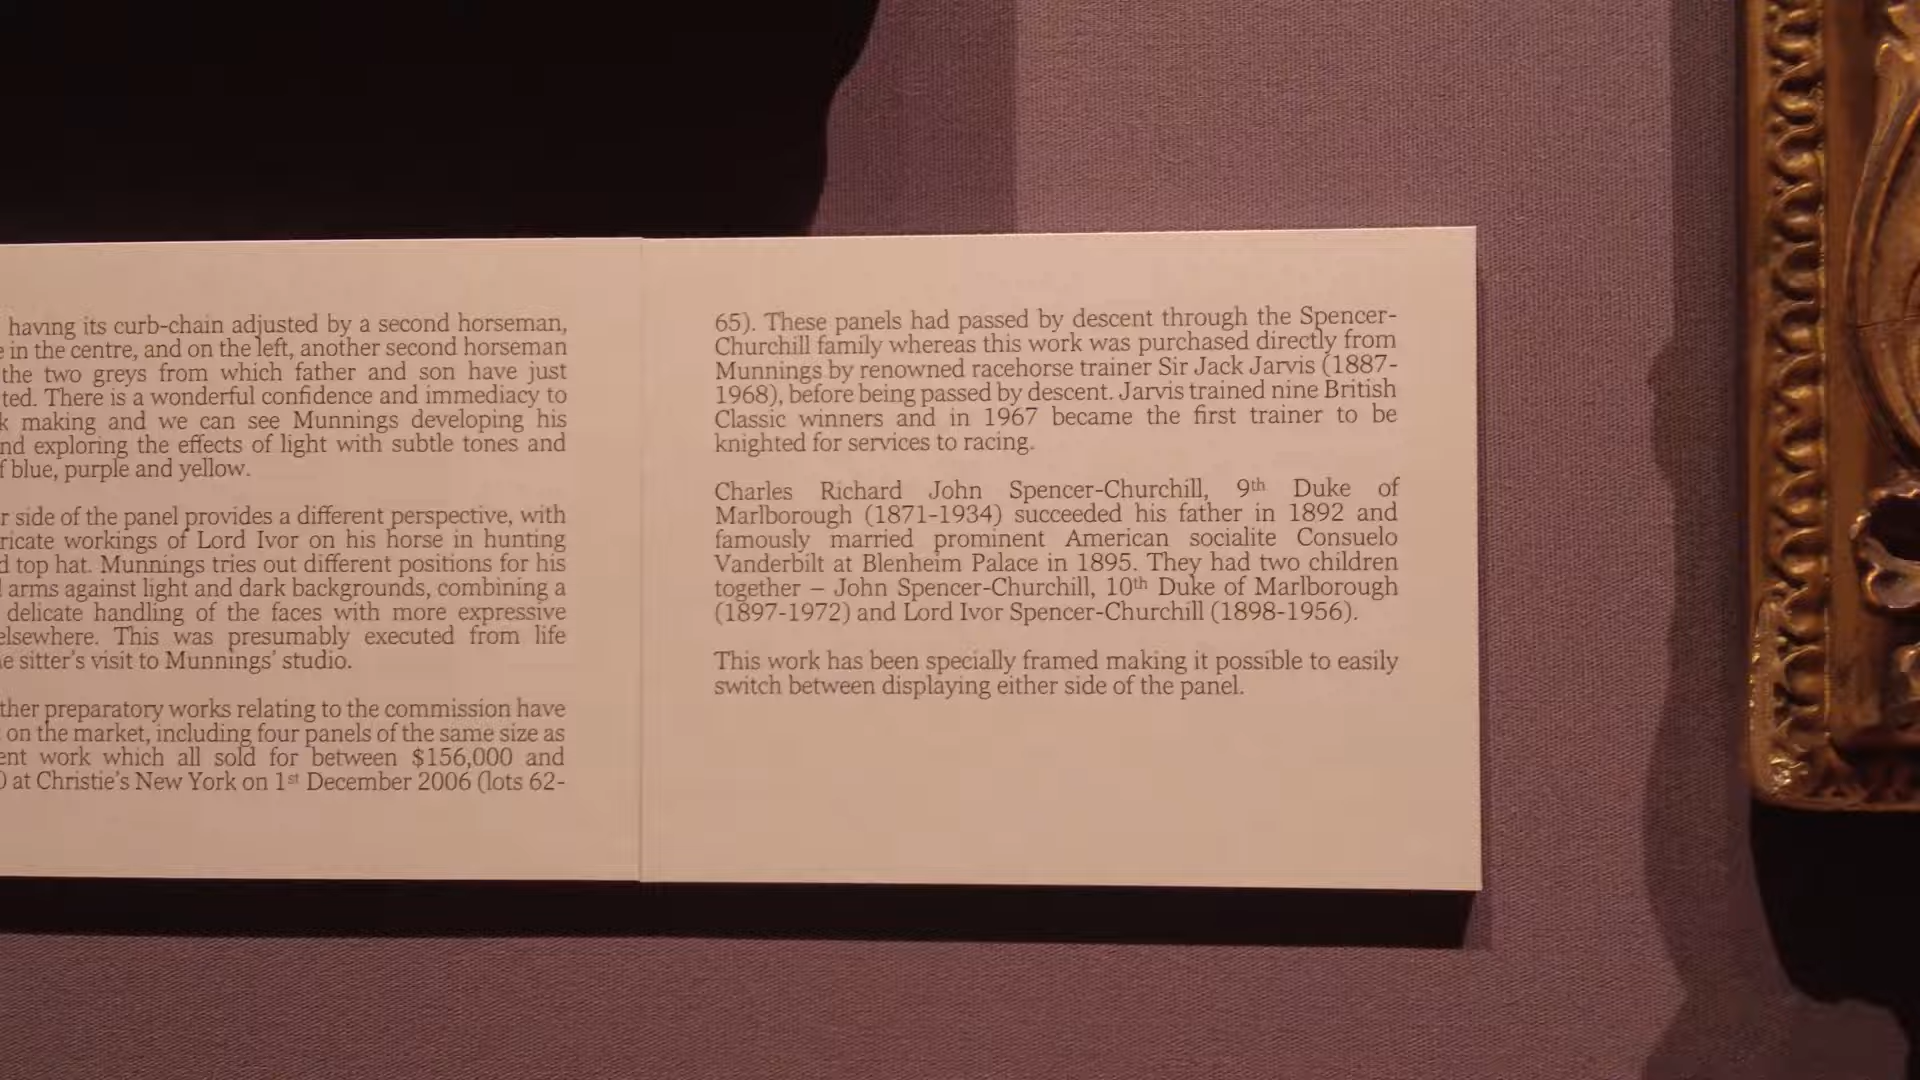 having its curb-chain adjusted by a second horseman,
in the centre, and on the left, another second horseman
the two greys from which father and son have just
There is a wonderful confidence and immediacy to
making and we can see Munnings developing his
exploring the effects of light with subtle tones and
blue, purple and yellow.
side of the panel provides a different perspective, with
workings of Lord Ivor on his horse in hunting
top hat. Munnings tries out different positions for his
arms against light and dark backgrounds, combining a
delicate handling of the faces with more expressive
elsewhere. This was presumably executed from life
sitter's visit to Munnings' studio.
preparatory works relating to the commission have
on the market, including four panels of the same size as
work which all sold for between $156,000 and
) at Christie's New York on 1st December 2006 (lots 62-
65). These panels had passed by descent through the Spencer-
Churchill family whereas this work was purchased directly from
Munnings by renowned racehorse trainer Sir Jack Jarvis (1887-
1968), before being passed by descent. Jarvis trained nine British
Classic winners and in 1967 became the first trainer to be
knighted for services to racing.
Charles Richard John Spencer-Churchill, 9th Duke of
Marlborough (1871-1934) succeeded his father in 1892 and
famously married prominent American socialite Consuelo
Vanderbilt at Blenheim Palace in 1895. They had two children
together – John Spencer-Churchill, 10th Duke of Marlborough
(1897-1972) and Lord Ivor Spencer-Churchill (1898-1956).
This work has been specially framed making it possible to easily
switch between displaying either side of the panel.